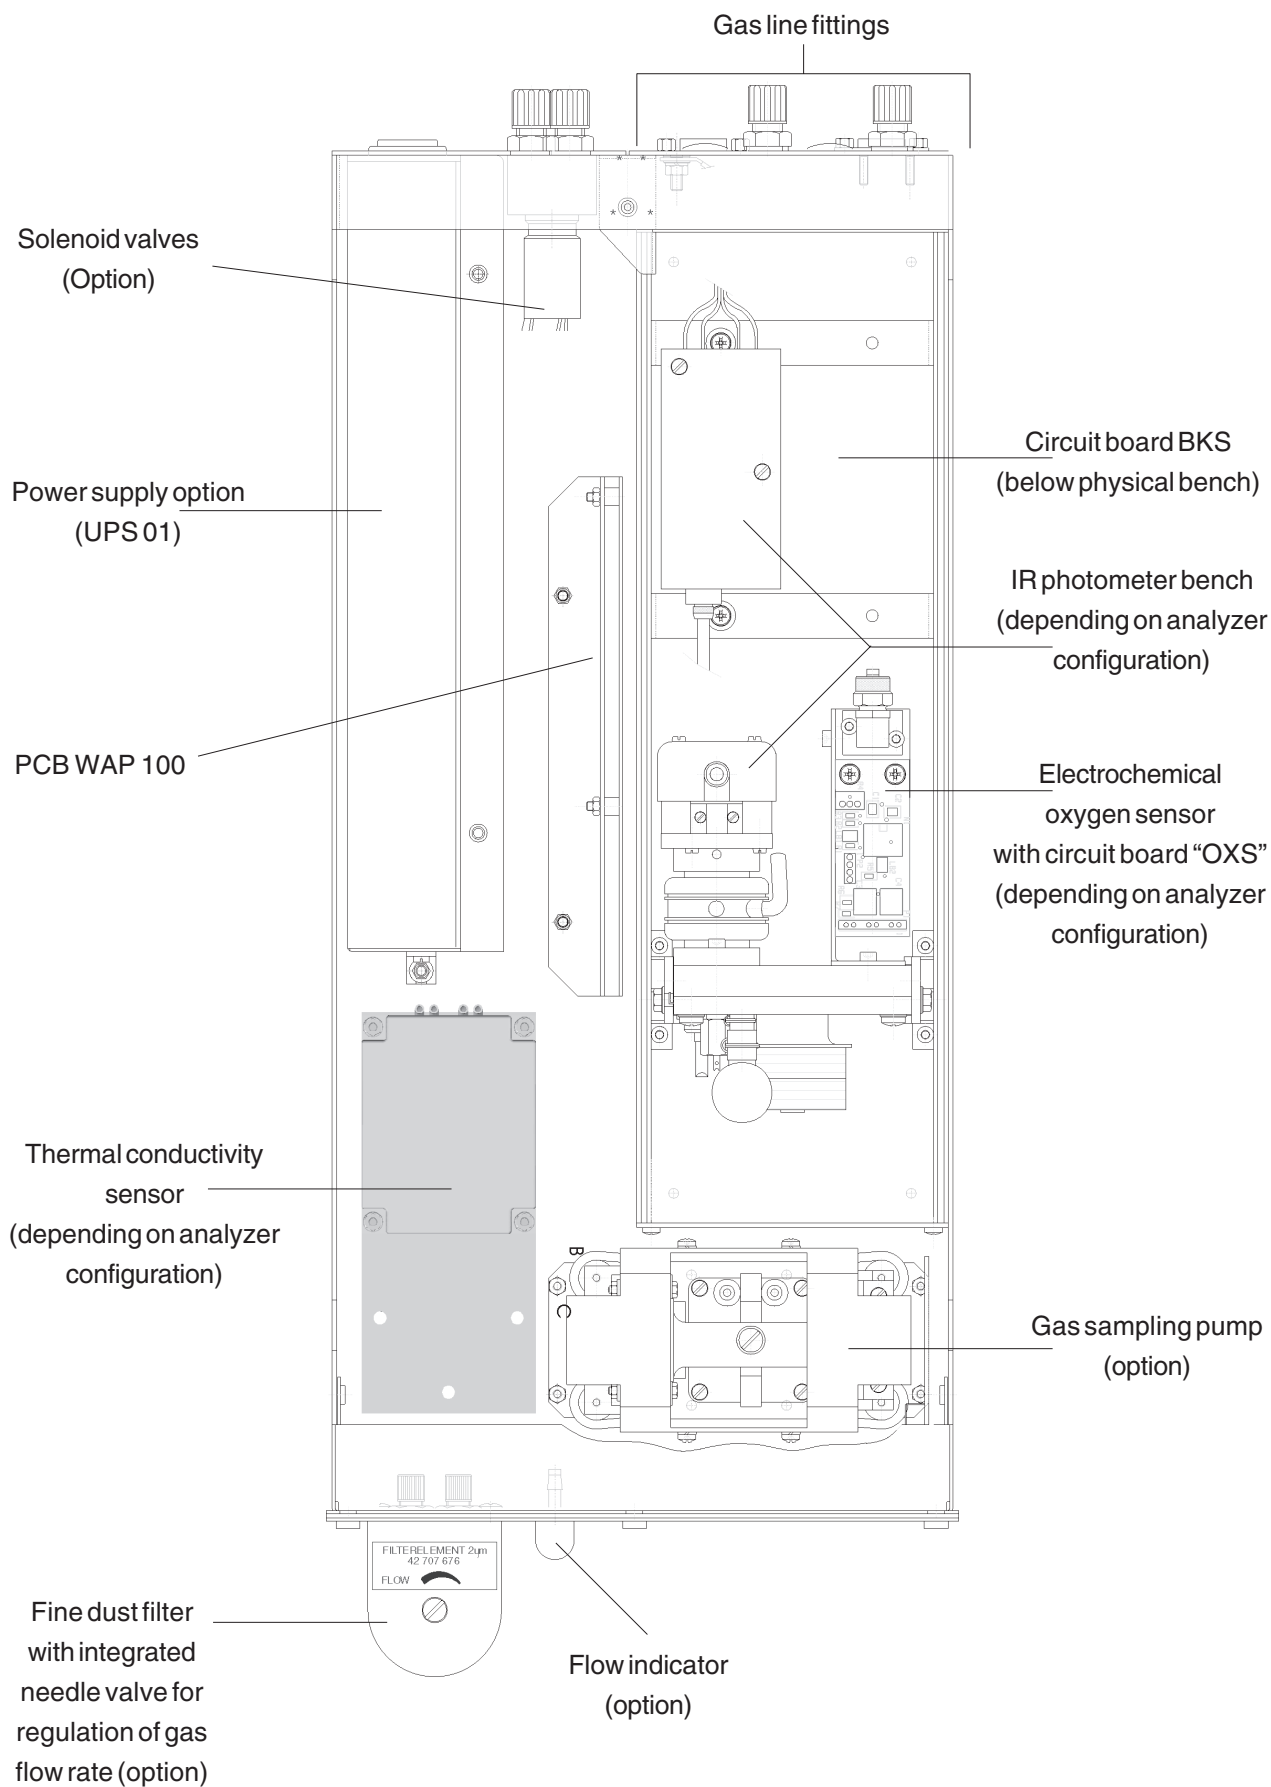 Gas line fittings
Solenoid valves
(Option)
Circuit board BKS
(below physical bench)
Power supply option
(UPS 01)
IR photometer bench
(depending on analyzer
configuration)
PCB WAP 100
Electrochemical
oxygen sensor
with circuit board “OXS”
(depending on analyzer
configuration)
Thermal conductivity
sensor
(depending on analyzer
configuration)
B
C
Gas sampling pump
(option)
FILTERELEMENT 2µm
42 707 676
FLOW
Fine dust filter
with integrated
needle valve for
regulation of gas
flow rate (option)
Flow indicator
(option)